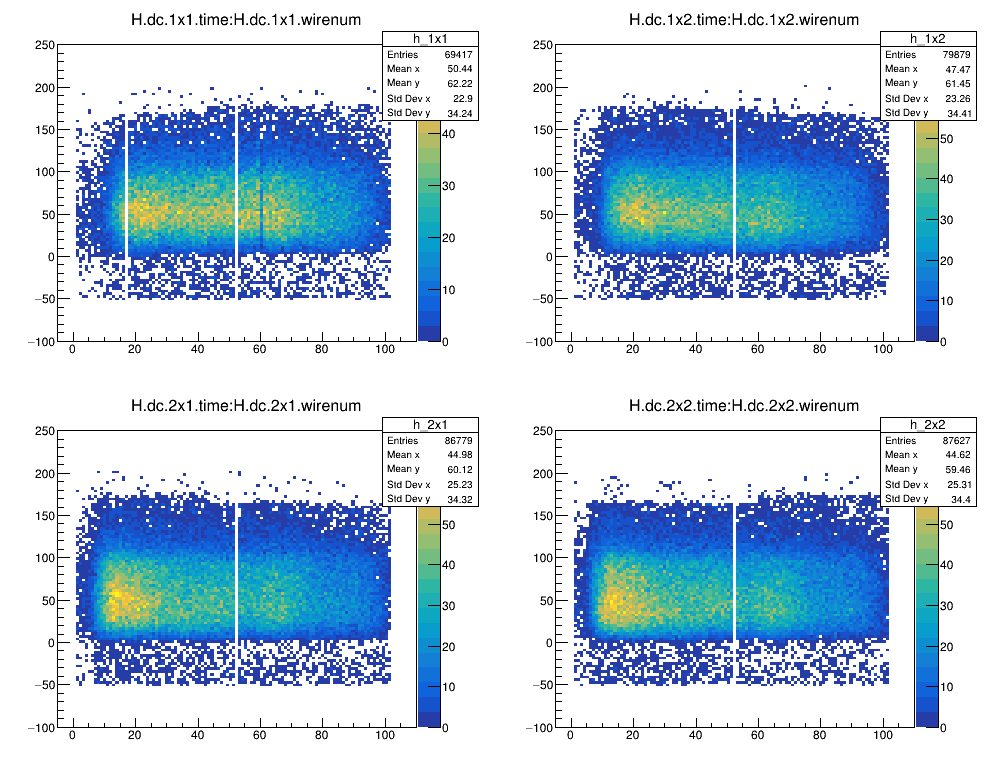 H.dc.1x1.time:H.dc.1x1.wirenum
h_1x1
Entries 69417
Mean x 50.44
Mean y 62.22
Std Dev x 22.9
Std Dev y 34.24
250
200
150
100
50
0
−50
−100
0 20 40 60 80 100
40
30
20
10
0
H.dc.1x2.time:H.dc.1x2.wirenum
h_1x2
Entries 79879
Mean x 47.47
Mean y 61.45
Std Dev x 23.26
Std Dev y 34.41
250
200
150
100
50
0
−50
−100
0 20 40 60 80 100
50
40
30
20
10
0
H.dc.2x1.time:H.dc.2x1.wirenum
h_2x1
Entries 86779
Mean x 44.98
Mean y 60.12
Std Dev x 25.23
Std Dev y 34.32
250
200
150
100
50
0
−50
−100
0 20 40 60 80 100
50
40
30
20
10
0
H.dc.2x2.time:H.dc.2x2.wirenum
h_2x2
Entries 87627
Mean x 44.62
Mean y 59.46
Std Dev x 25.31
Std Dev y 34.4
250
200
150
100
50
0
−50
−100
0 20 40 60 80 100
50
40
30
20
10
0